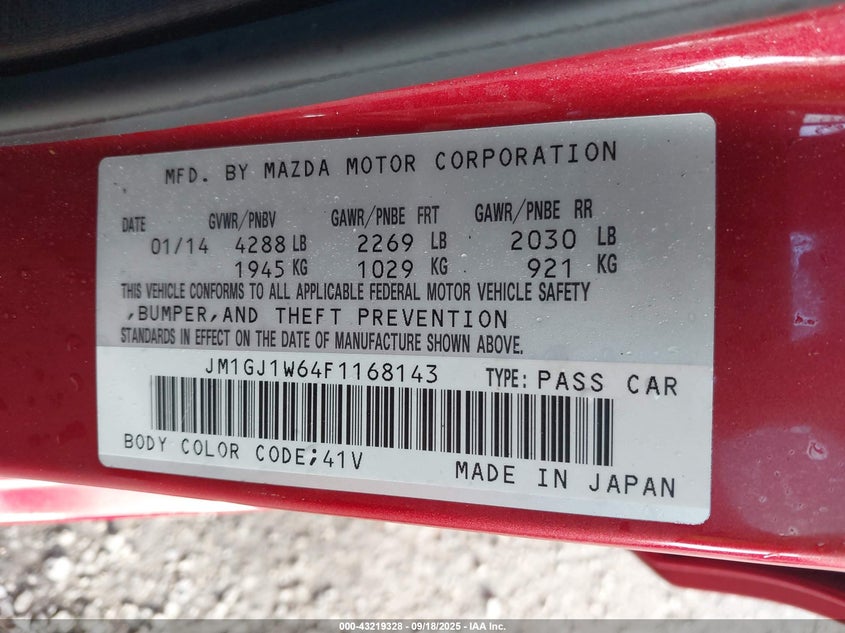 MFD. BY MAZDA MOTOR CORPORATION
DATE GVWR/PNBV GAWR/PNBE FRT GAWR/PNBE RR
01/14 4288 LB 2269 LB 2030 LB
1945 KG 1029 KG 921 KG
THIS VEHICLE CONFORMS TO ALL APPLICABLE FEDERAL MOTOR VEHICLE SAFETY
,BUMPER,AND THEFT PREVENTION
STANDARDS IN EFFECT ON THE DATE OF MANUFACTURE SHOWN ABOVE.
JM1GJ1W64F1168143 TYPE: PASS CAR
BODY COLOR CODE;41V
MADE IN JAPAN
000-43219328 - 09/18/2025 - IAA Inc.